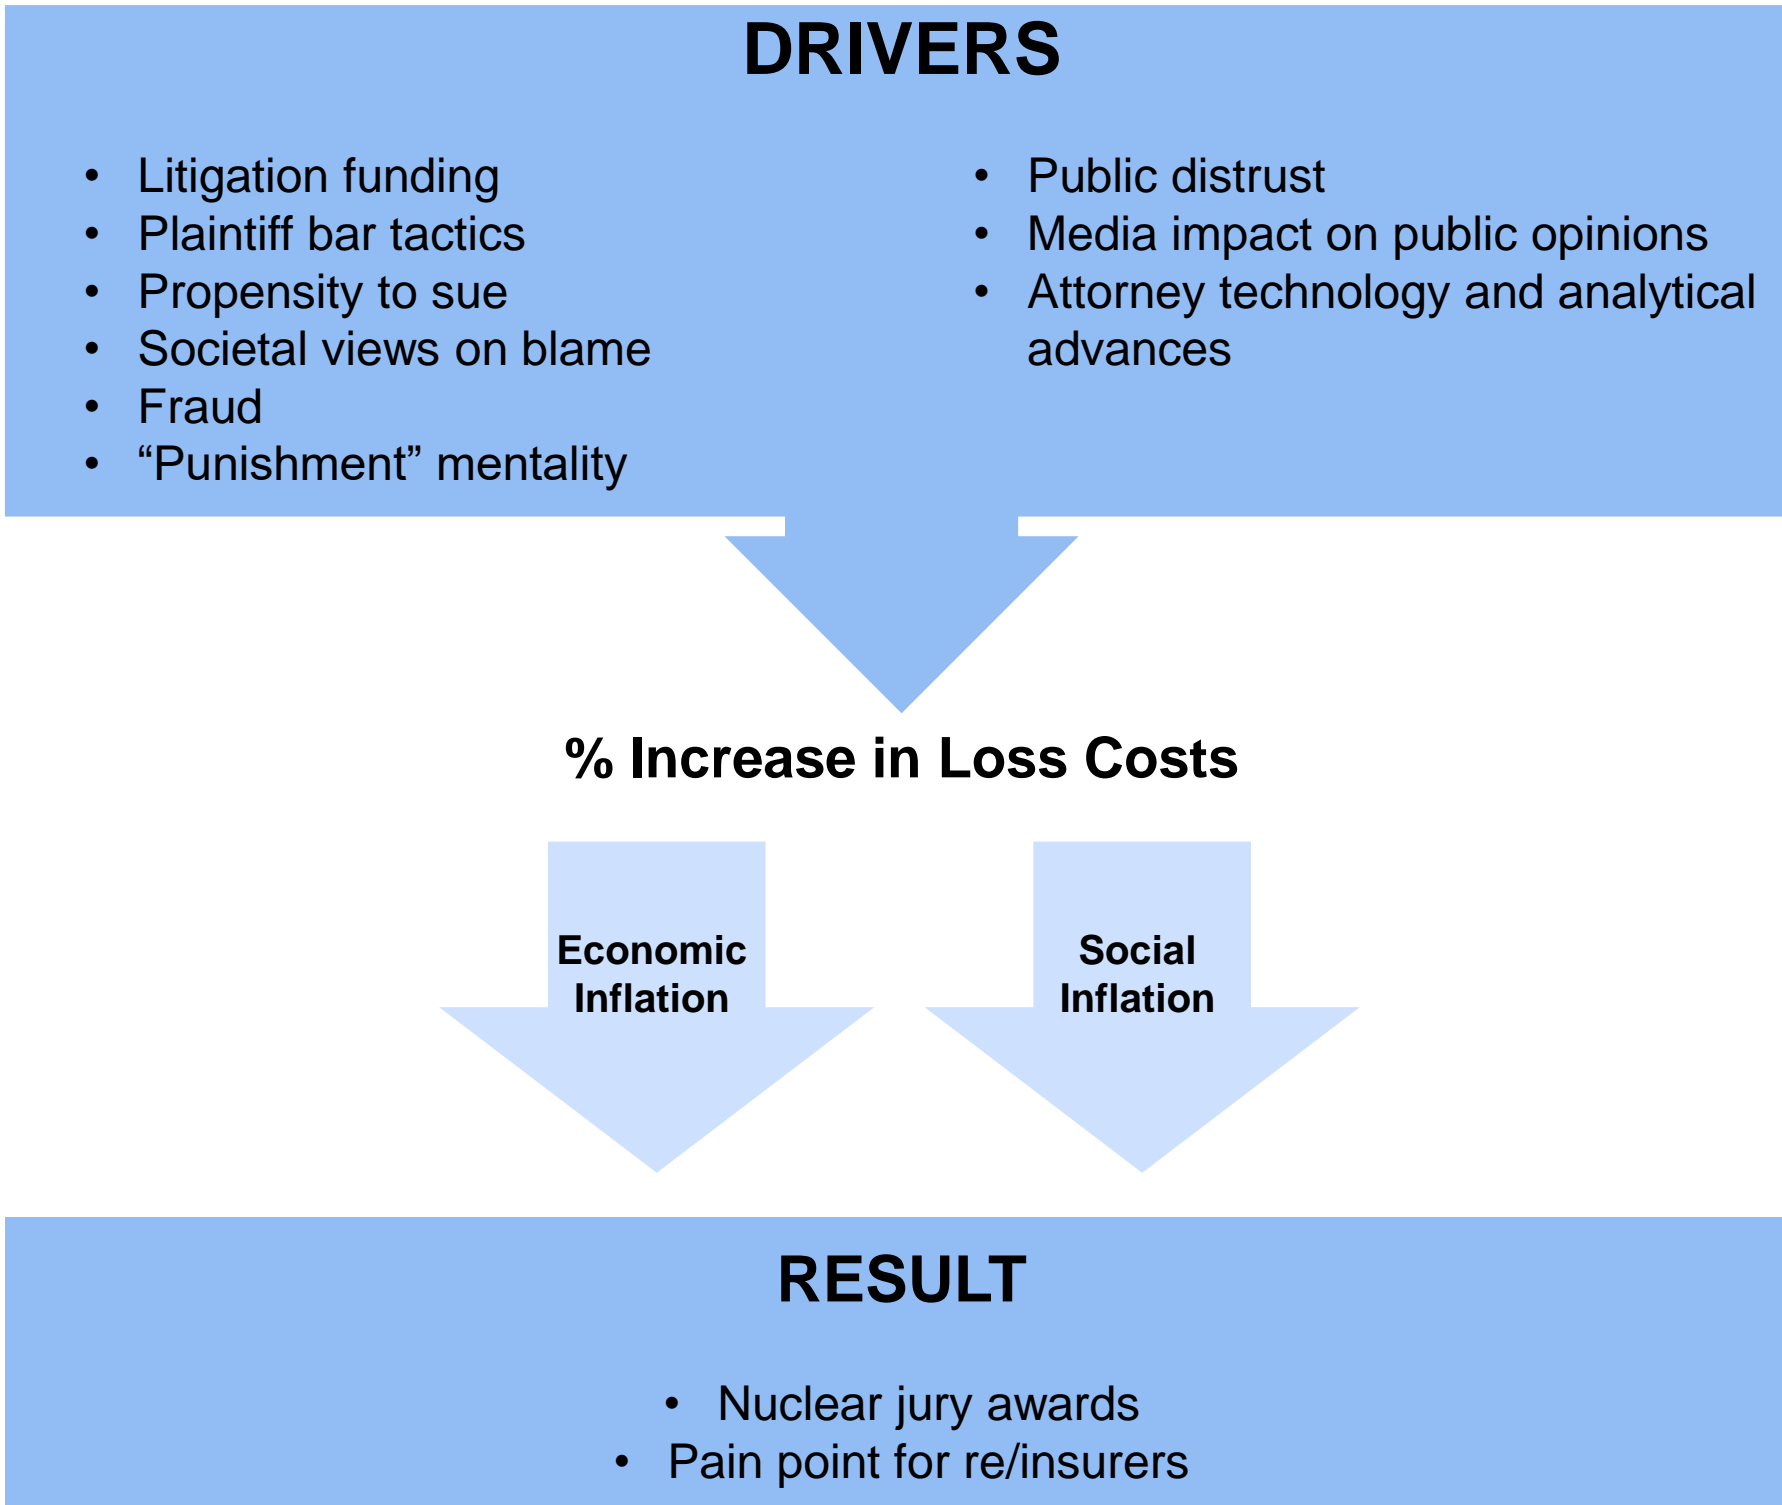 DRIVERS
• Litigation funding
• Plaintiff bar tactics
• Propensity to sue
• Societal views on blame
• Fraud
• “Punishment” mentality
• Public distrust
• Media impact on public opinions
• Attorney technology and analytical
advances
% Increase in Loss Costs
Economic
Inflation
Social
Inflation
RESULT
• Nuclear jury awards
• Pain point for re/insurers